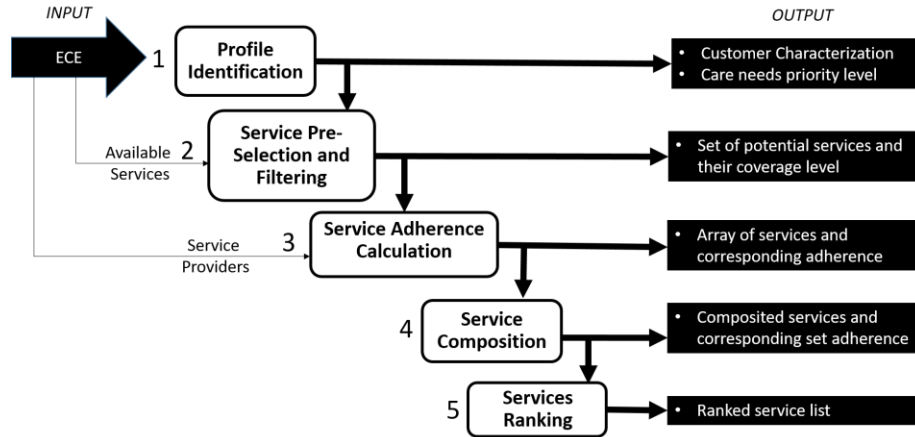 INPUT
OUTPUT
ECE
1
Profile
Identification
• Customer Characterization
• Care needs priority level
Available
Services
2
Service Pre-
Selection and
Filtering
• Set of potential services and
their coverage level
Service
Providers
3
Service Adherence
Calculation
• Array of services and
corresponding adherence
4
Service
Composition
• Composited services and
corresponding set adherence
5
Services
Ranking
• Ranked service list